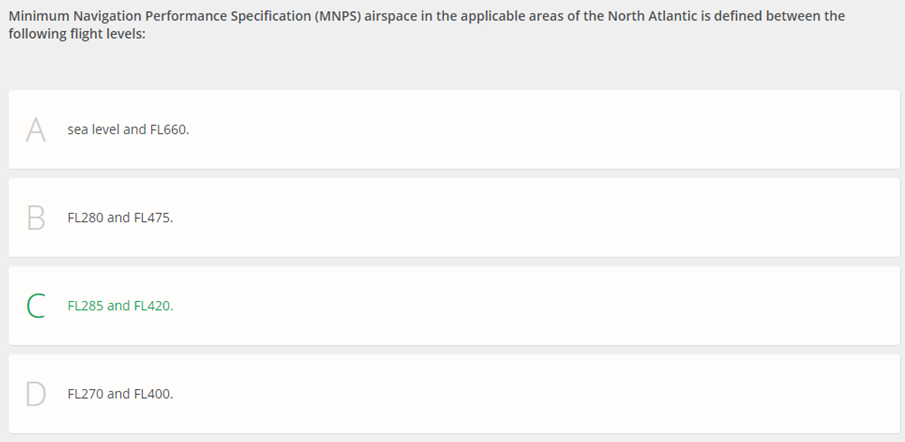 Minimum Navigation Performance Specification (MNPS) airspace in the applicable areas of the North Atlantic is defined between the
following flight levels:
A sea level and FL660.
B FL280 and FL475.
C FL285 and FL420.
D FL270 and FL400.